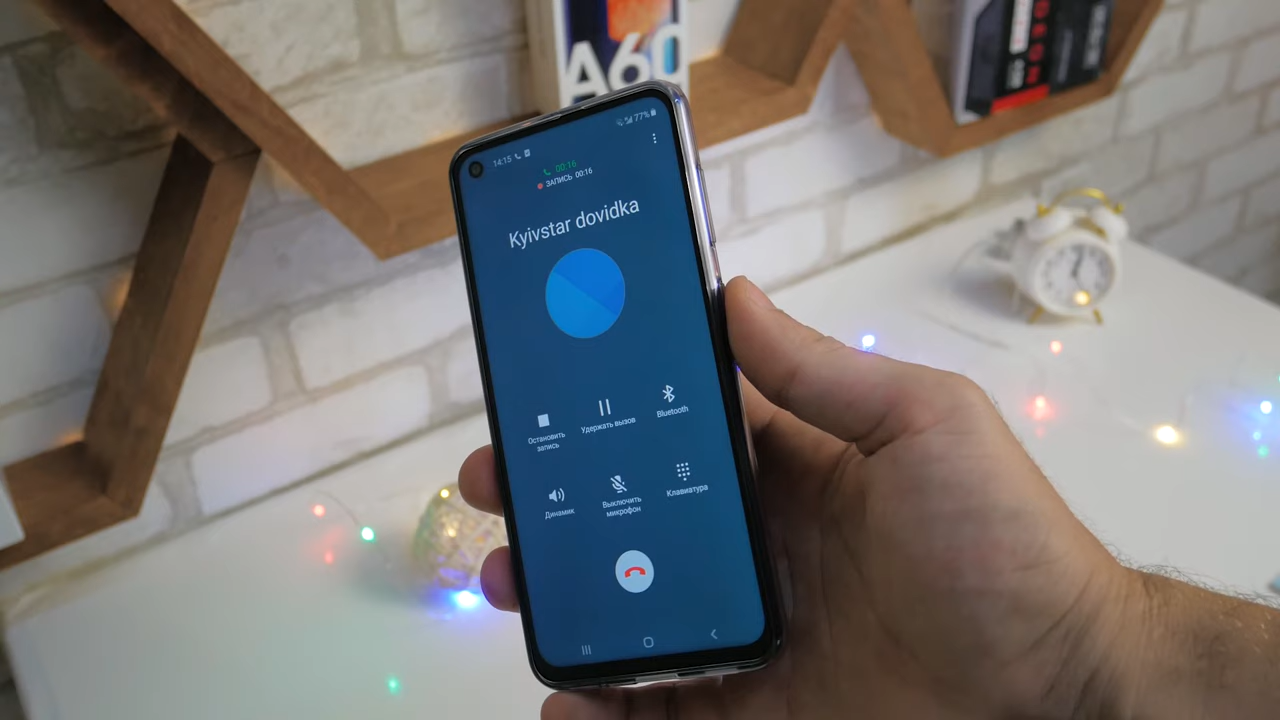 A60
14:15
77%
00:16
ЗАПИСЬ 00:16
Kyivstar dovidka
Остановить
запись
Удержать вызов
Bluetooth
Динамик
Выключить
микрофон
Клавиатура